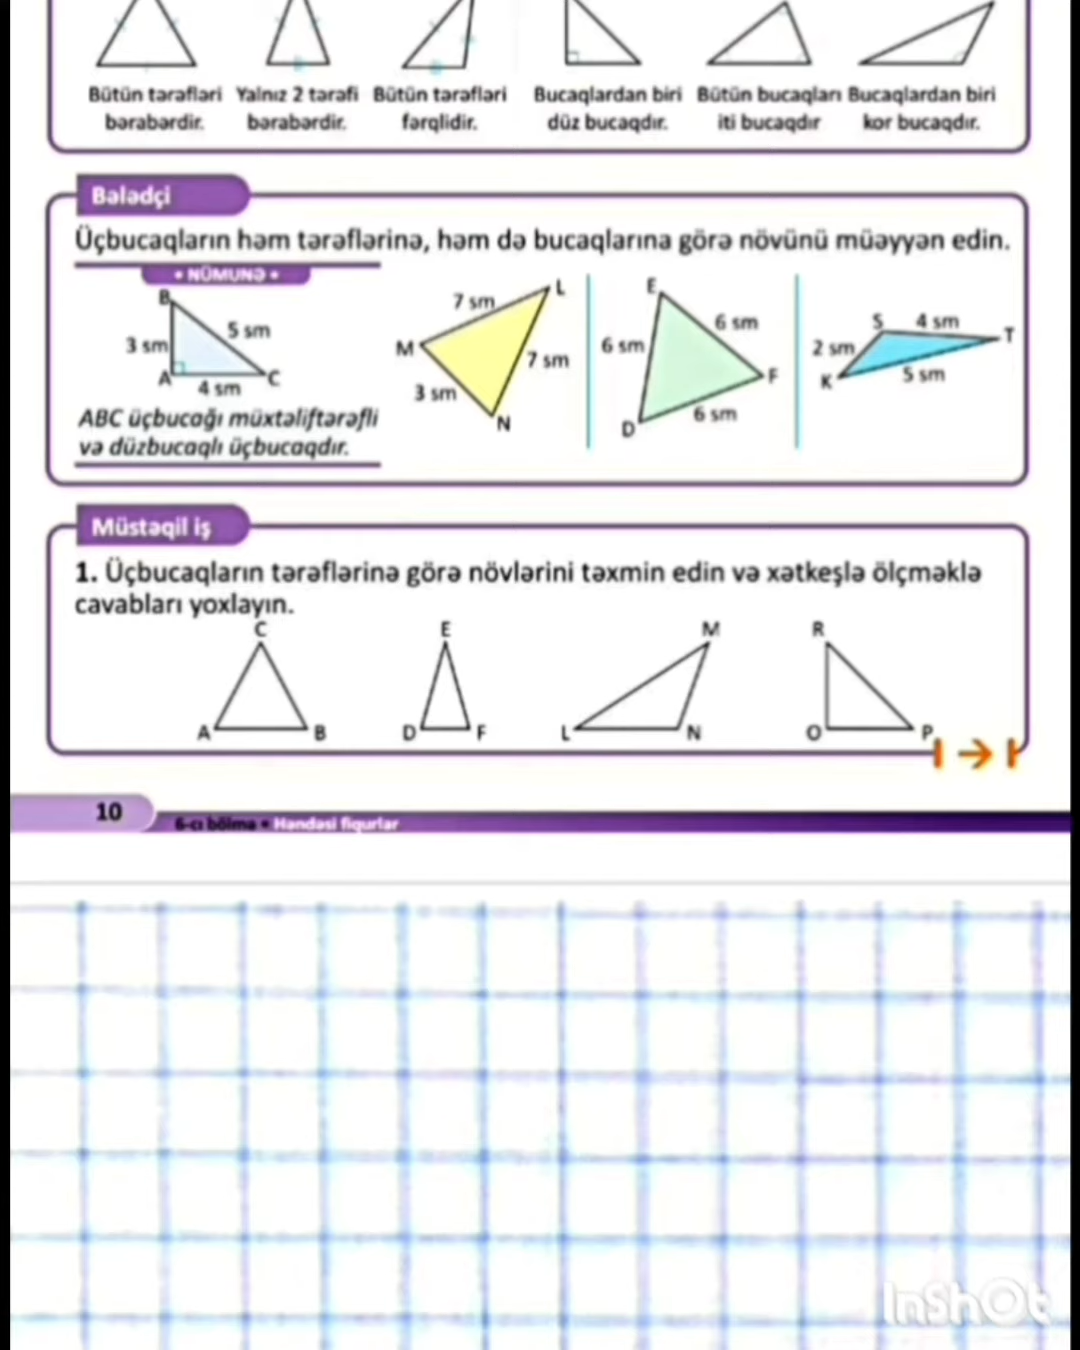 Bütün tərəfləri Yalnız 2 tərəfi Bütün tərəfləri Bucaqlardan biri Bütün bucaqları Bucaqlardan biri
bərabərdir. bərabərdir. fərqlidir. düz bucaqdır. iti bucaqdır kor bucaqdır.
Bələdçi
Üçbucaqların həm tərəflərinə, həm də bucaqlarına görə növünü müəyyən edin.
• NÜMUNƏ •
B
3 sm
5 sm
A
4 sm
C
ABC üçbucağı müxtəliftərəfli
və düzbucaqlı üçbucaqdır.
7 sm
L
M
7 sm
3 sm
N
E
6 sm
6 sm
F
6 sm
D
S
4 sm
T
2 sm
K
5 sm
Müstəqil iş
1. Üçbucaqların tərəflərinə görə növlərini təxmin edin və xətkeşlə ölçməklə
cavabları yoxlayın.
C E M R
A B D F L N O P
10
6-cı bölmə • Həndəsi fiqurlar
InShOt